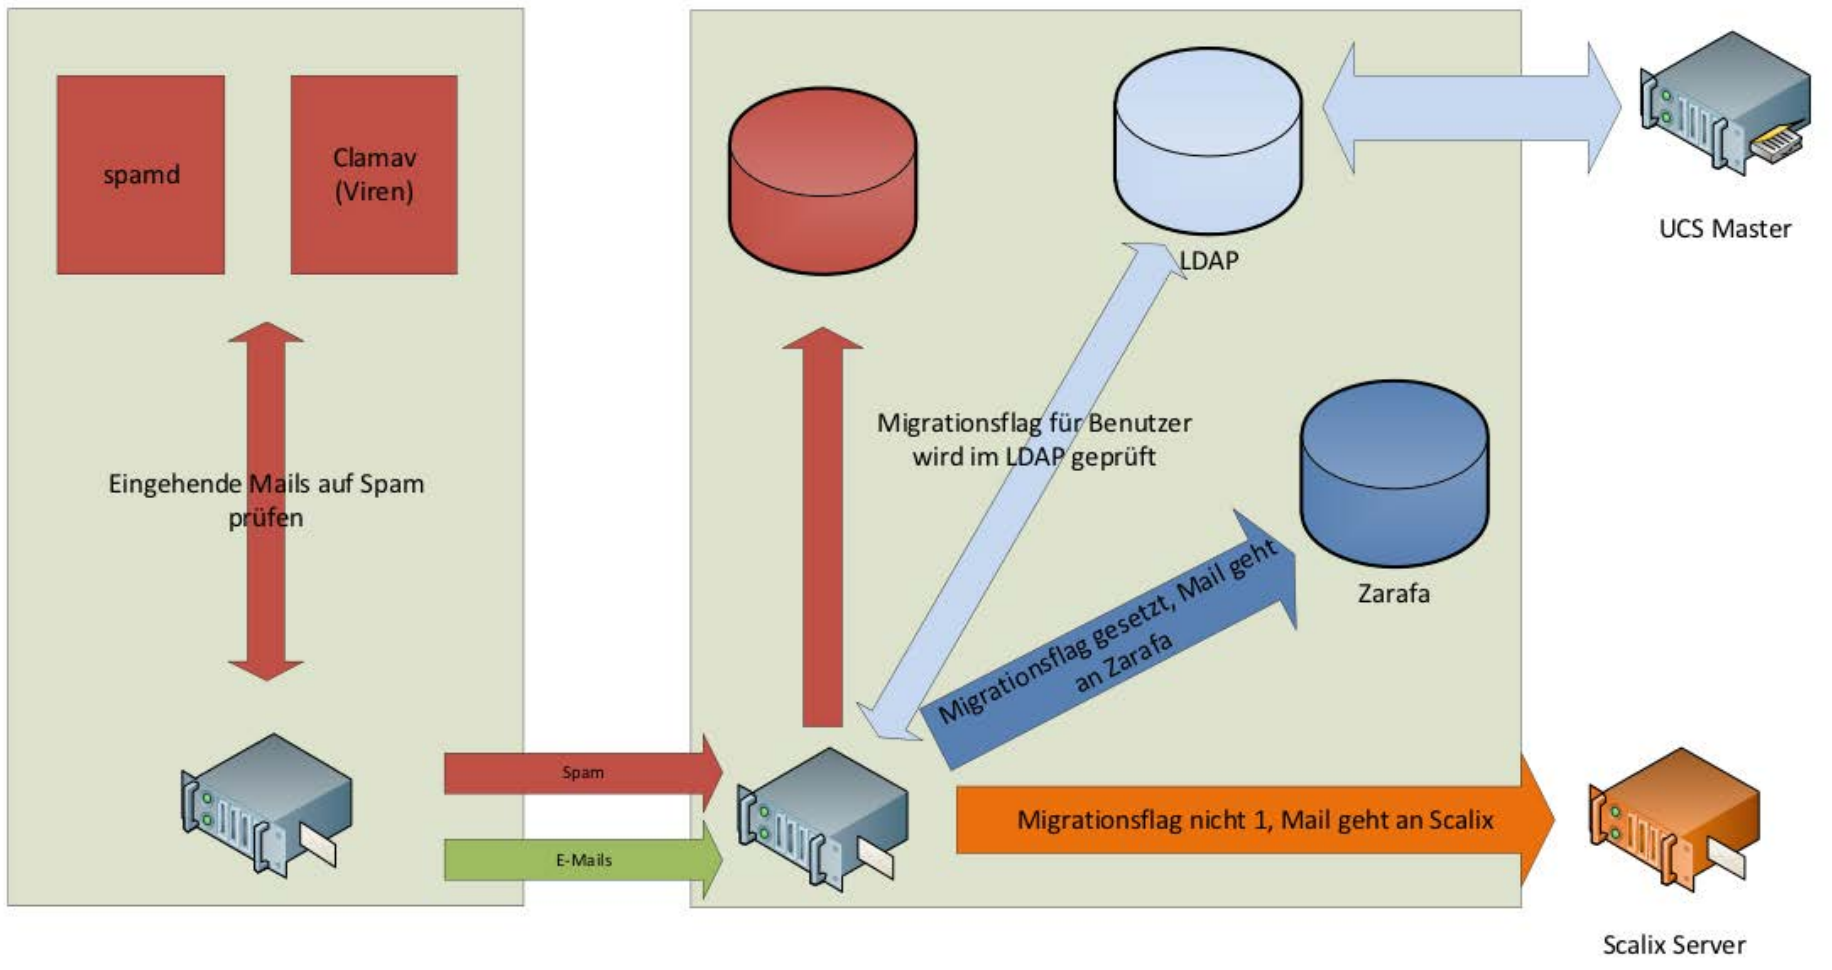 spamd
Clamav
(Viren)
Eingehende Mails auf Spam
prüfen
Spam
E-Mails
LDAP
UCS Master
Migrationsflag für Benutzer
wird im LDAP geprüft
Migrationsflag gesetzt, Mail geht
an Zarafa
Zarafa
Migrationsflag nicht 1, Mail geht an Scalix
Scalix Server